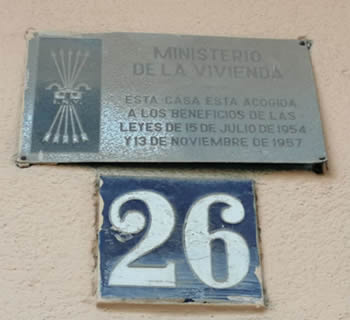 MINISTERIO
DE LA VIVIENDA
ESTA CASA ESTA ACOGIDA
A LOS BENEFICIOS DE LAS
LEYES DE 15 DE JULIO DE 1954
Y 13 DE NOVIEMBRE DE 1957
26